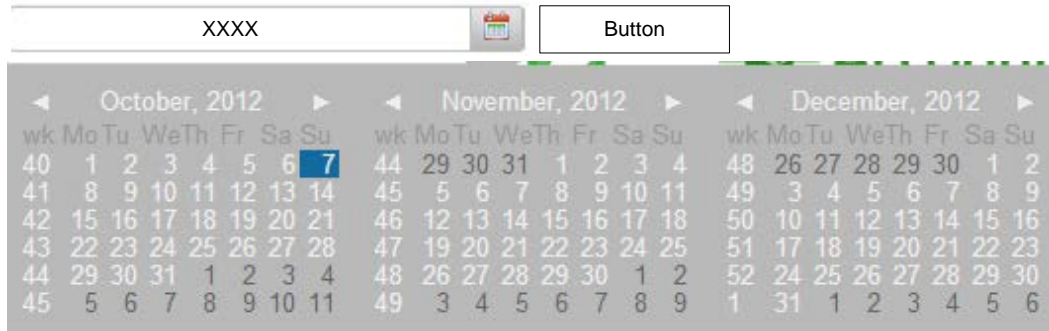 XXXX Button
◄ October, 2012 ► ◄ November, 2012 ► ◄ December, 2012 ►
wk Mo Tu We Th Fr Sa Su wk Mo Tu We Th Fr Sa Su wk Mo Tu We Th Fr Sa Su
40 1 2 3 4 5 6 7 44 29 30 31 1 2 3 4 48 26 27 28 29 30 1 2
41 8 9 10 11 12 13 14 45 5 6 7 8 9 10 11 49 3 4 5 6 7 8 9
42 15 16 17 18 19 20 21 46 12 13 14 15 16 17 18 50 10 11 12 13 14 15 16
43 22 23 24 25 26 27 28 47 19 20 21 22 23 24 25 51 17 18 19 20 21 22 23
44 29 30 31 1 2 3 4 48 26 27 28 29 30 1 2 52 24 25 26 27 28 29 30
45 5 6 7 8 9 10 11 49 3 4 5 6 7 8 9 1 31 1 2 3 4 5 6